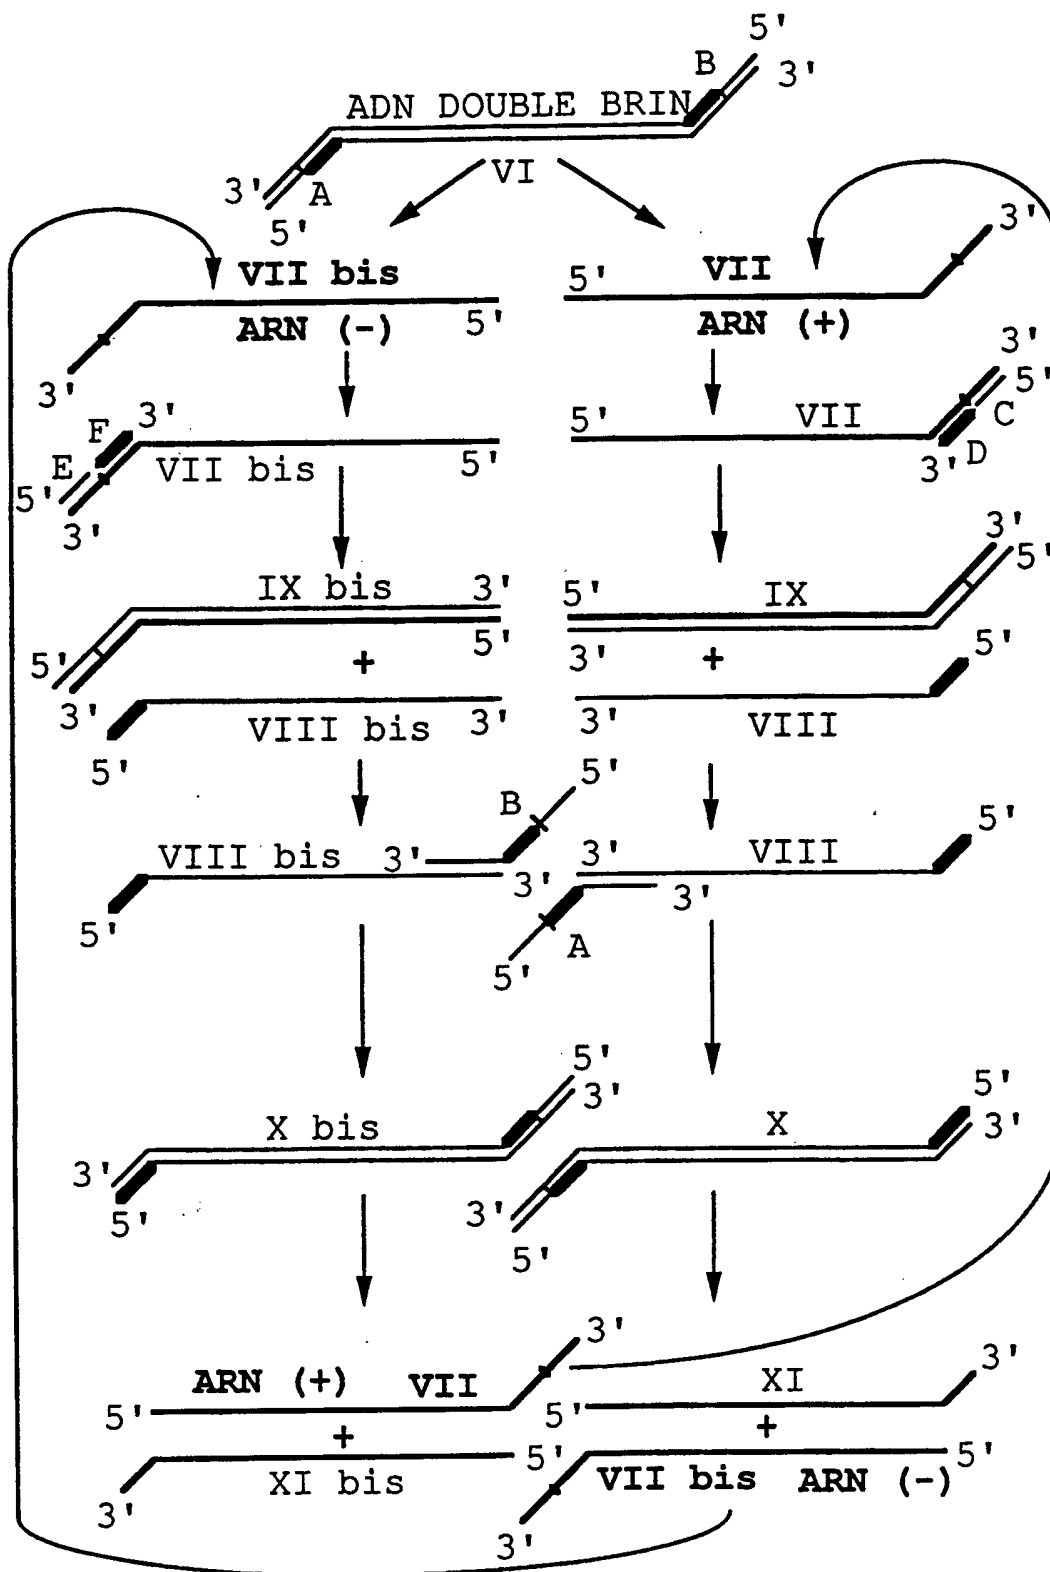 5'
B
3'
ADN DOUBLE BRIN
3'
A
VI
5'
3'
VII bis
5'
VII
ARN (-)
5'
ARN (+)
3'
3'
5'
F
3'
5'
VII
C
E
VII bis
5'
3'
D
5'
3'
3'
IX bis
3'
5'
IX
5'
5'
+
5'
3'
+
5'
3'
VIII bis
3'
3'
VIII
5'
5'
B
5'
VIII bis
3'
3'
VIII
3'
3'
5'
A
5'
5'
3'
5'
X bis
X
3'
3'
5'
3'
5'
3'
ARN (+)
VII
XI
3'
5'
5'
+
+
XI bis
5'
VII bis
ARN (-)
5'
3'
3'